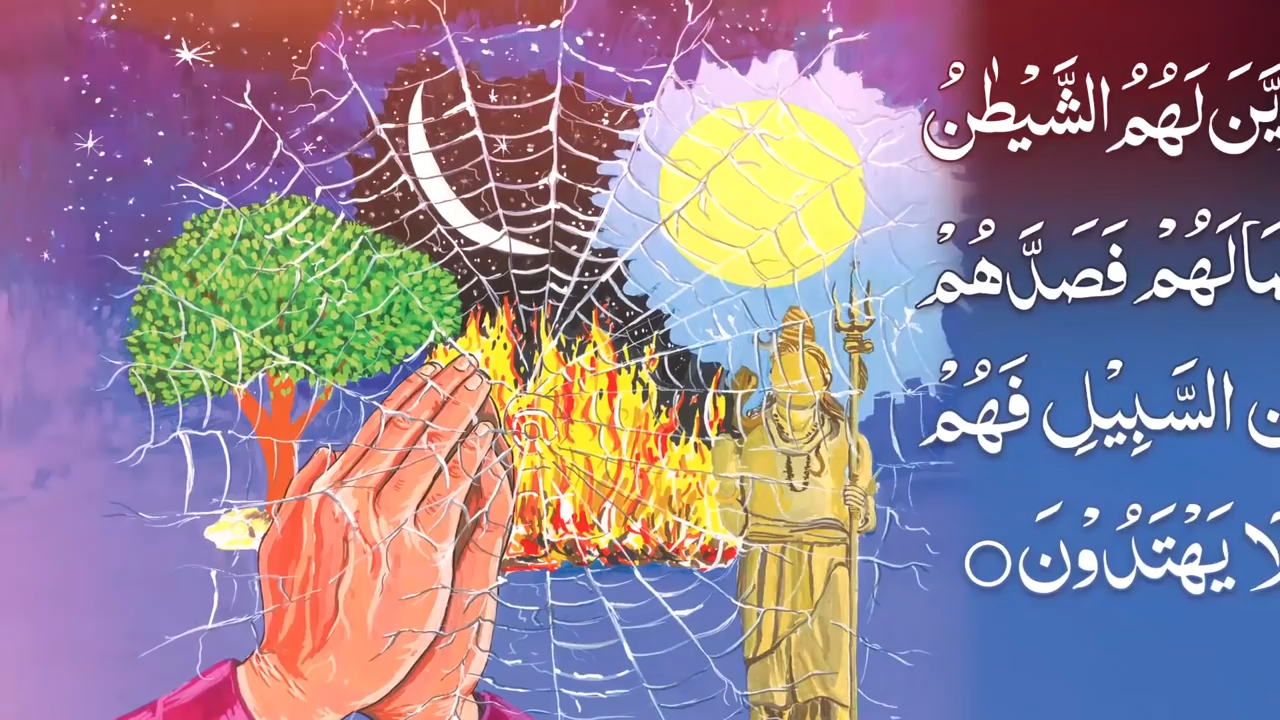 لَهُمُ الشَّيْطٰنُ
فَصَدَّهُمْ
السَّبِيْلِ فَهُمْ
يَهْتَدُوْنَ ○